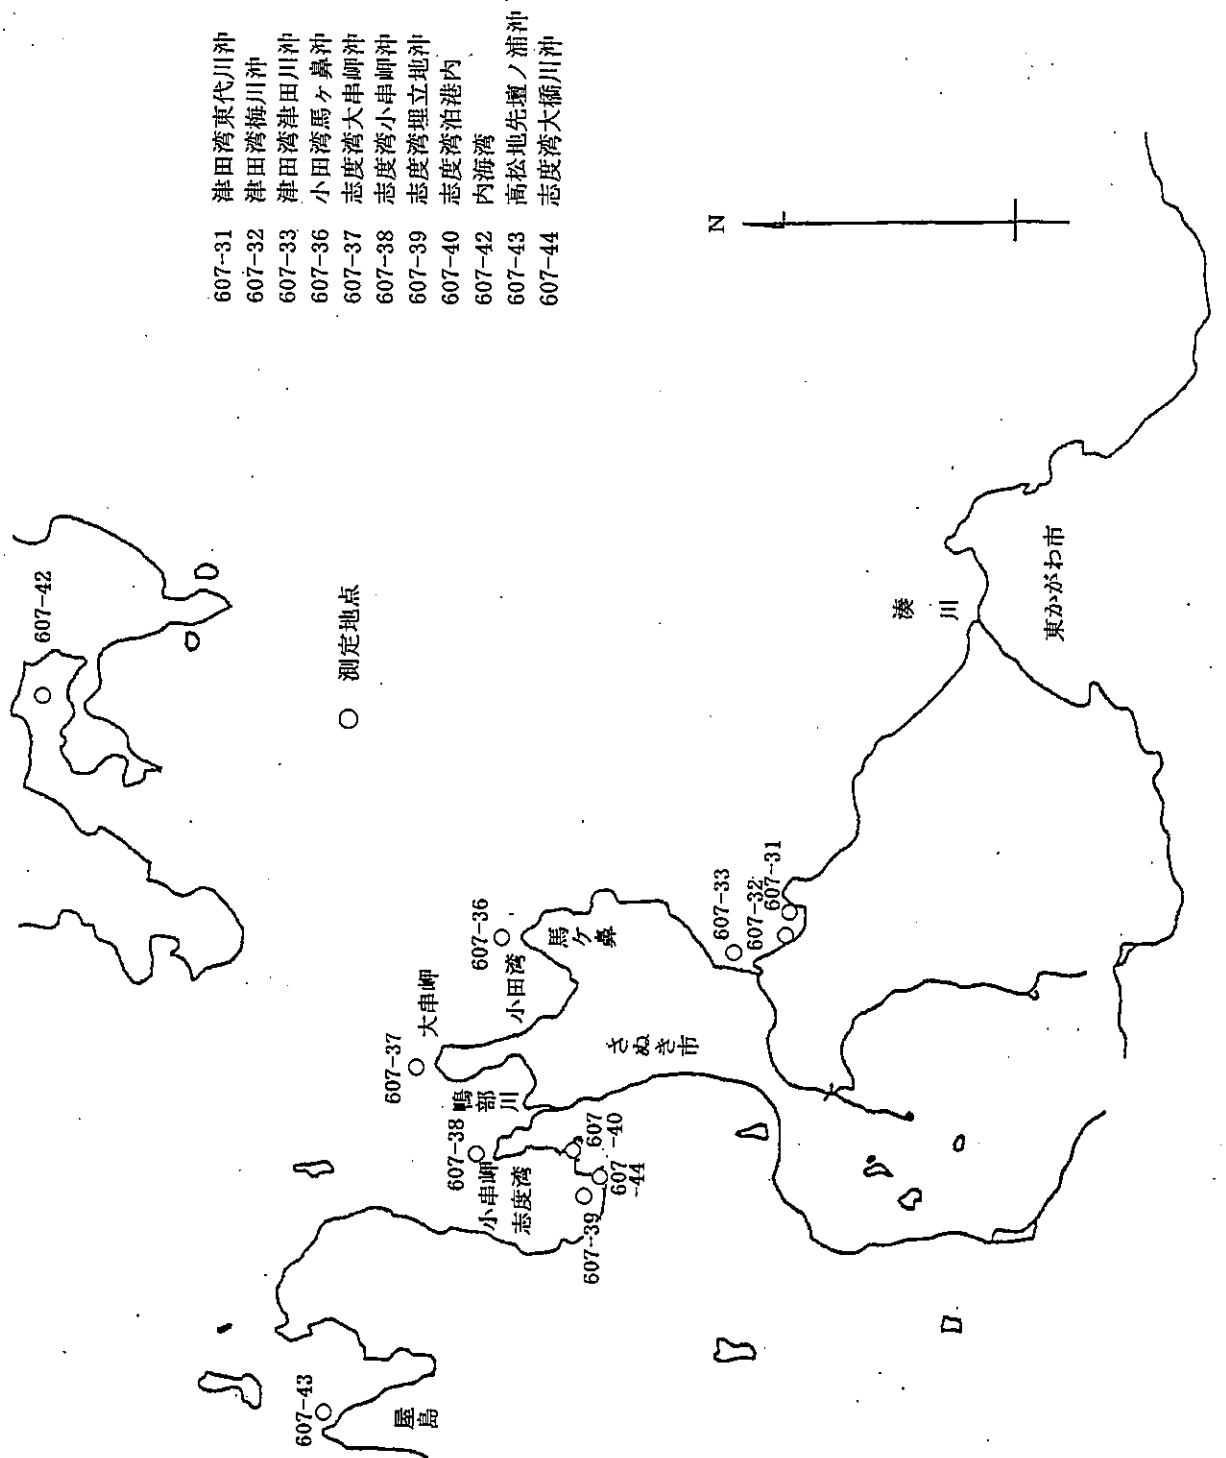 607-31 津田湾東代川沖
607-32 津田湾梅川沖
607-33 津田湾津田川沖
607-36 小田湾馬ヶ鼻沖
607-37 志度湾大串岬沖
607-38 志度湾小串岬沖
607-39 志度湾埋立地沖
607-40 志度湾泊港内
607-42 内海湾
607-43 高松地先壇ノ浦沖
607-44 志度湾大橋川沖
N
607-42
○ 測定地点
607-43
屋島
607-38
小串岬
志度湾
607-39
607-44
607-40
鴨部川
607-37
大串岬
607-36
小田湾
馬ケ鼻
さぬき市
607-33
607-32
607-31
湊川
東かがわ市